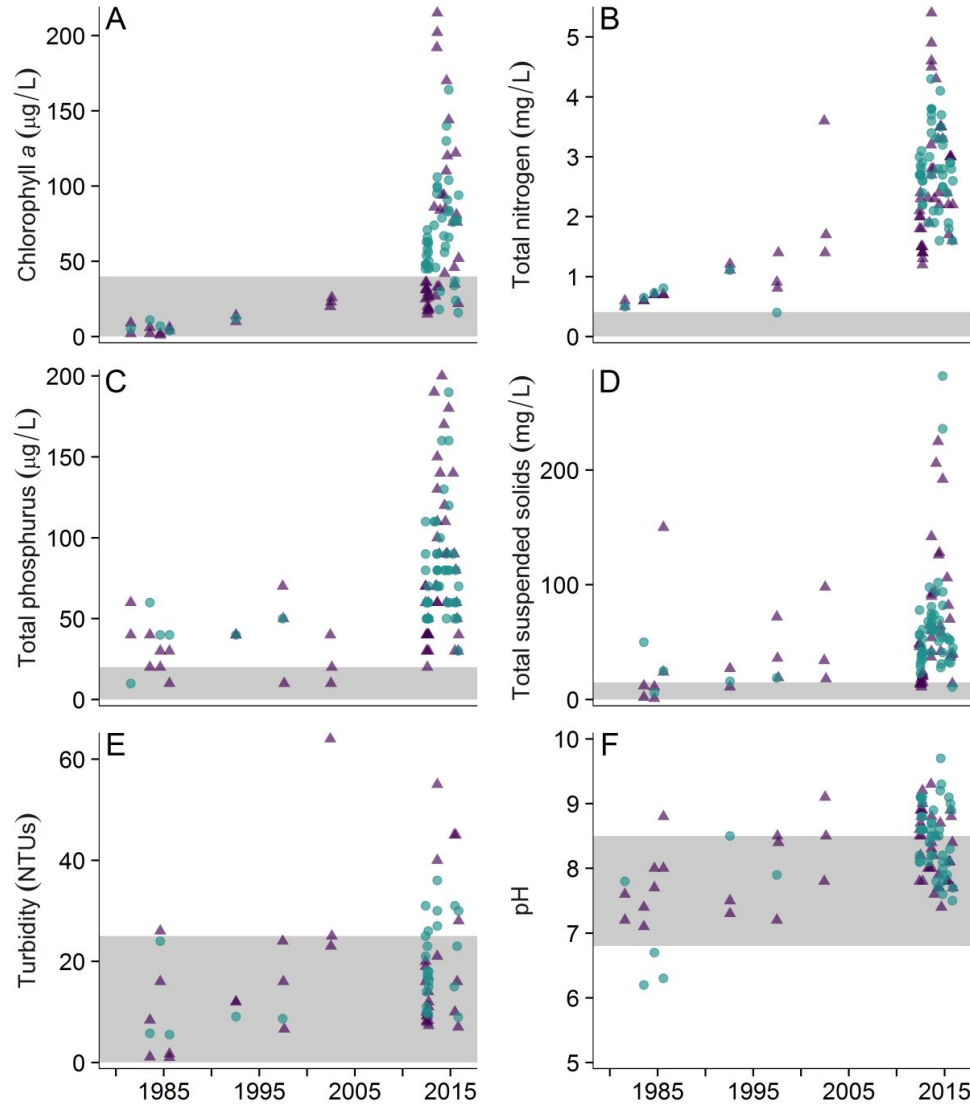 A
Chlorophyll a (μg/L)
200
150
100
50
0
B
Total nitrogen (mg/L)
5
4
3
2
1
0
C
Total phosphurus (μg/L)
200
150
100
50
0
D
Total suspended solids (mg/L)
200
100
0
E
Turbidity (NTUs)
60
40
20
0
1985 1995 2005 2015
F
pH
10
9
8
7
6
5
1985 1995 2005 2015